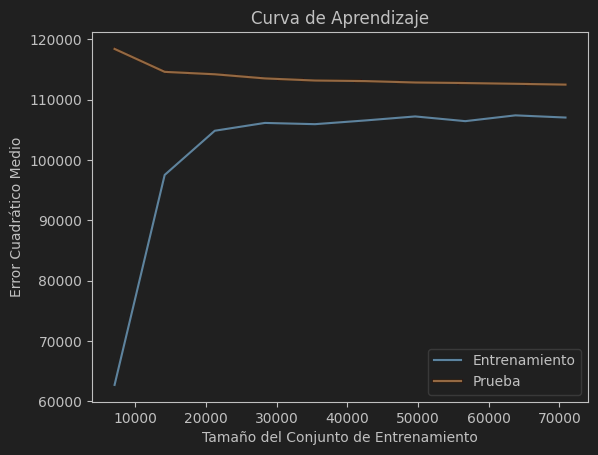 Curva de Aprendizaje
120000
110000
100000
90000
80000
70000
60000
Error Cuadrático Medio
Entrenamiento
Prueba
10000 20000 30000 40000 50000 60000 70000
Tamaño del Conjunto de Entrenamiento